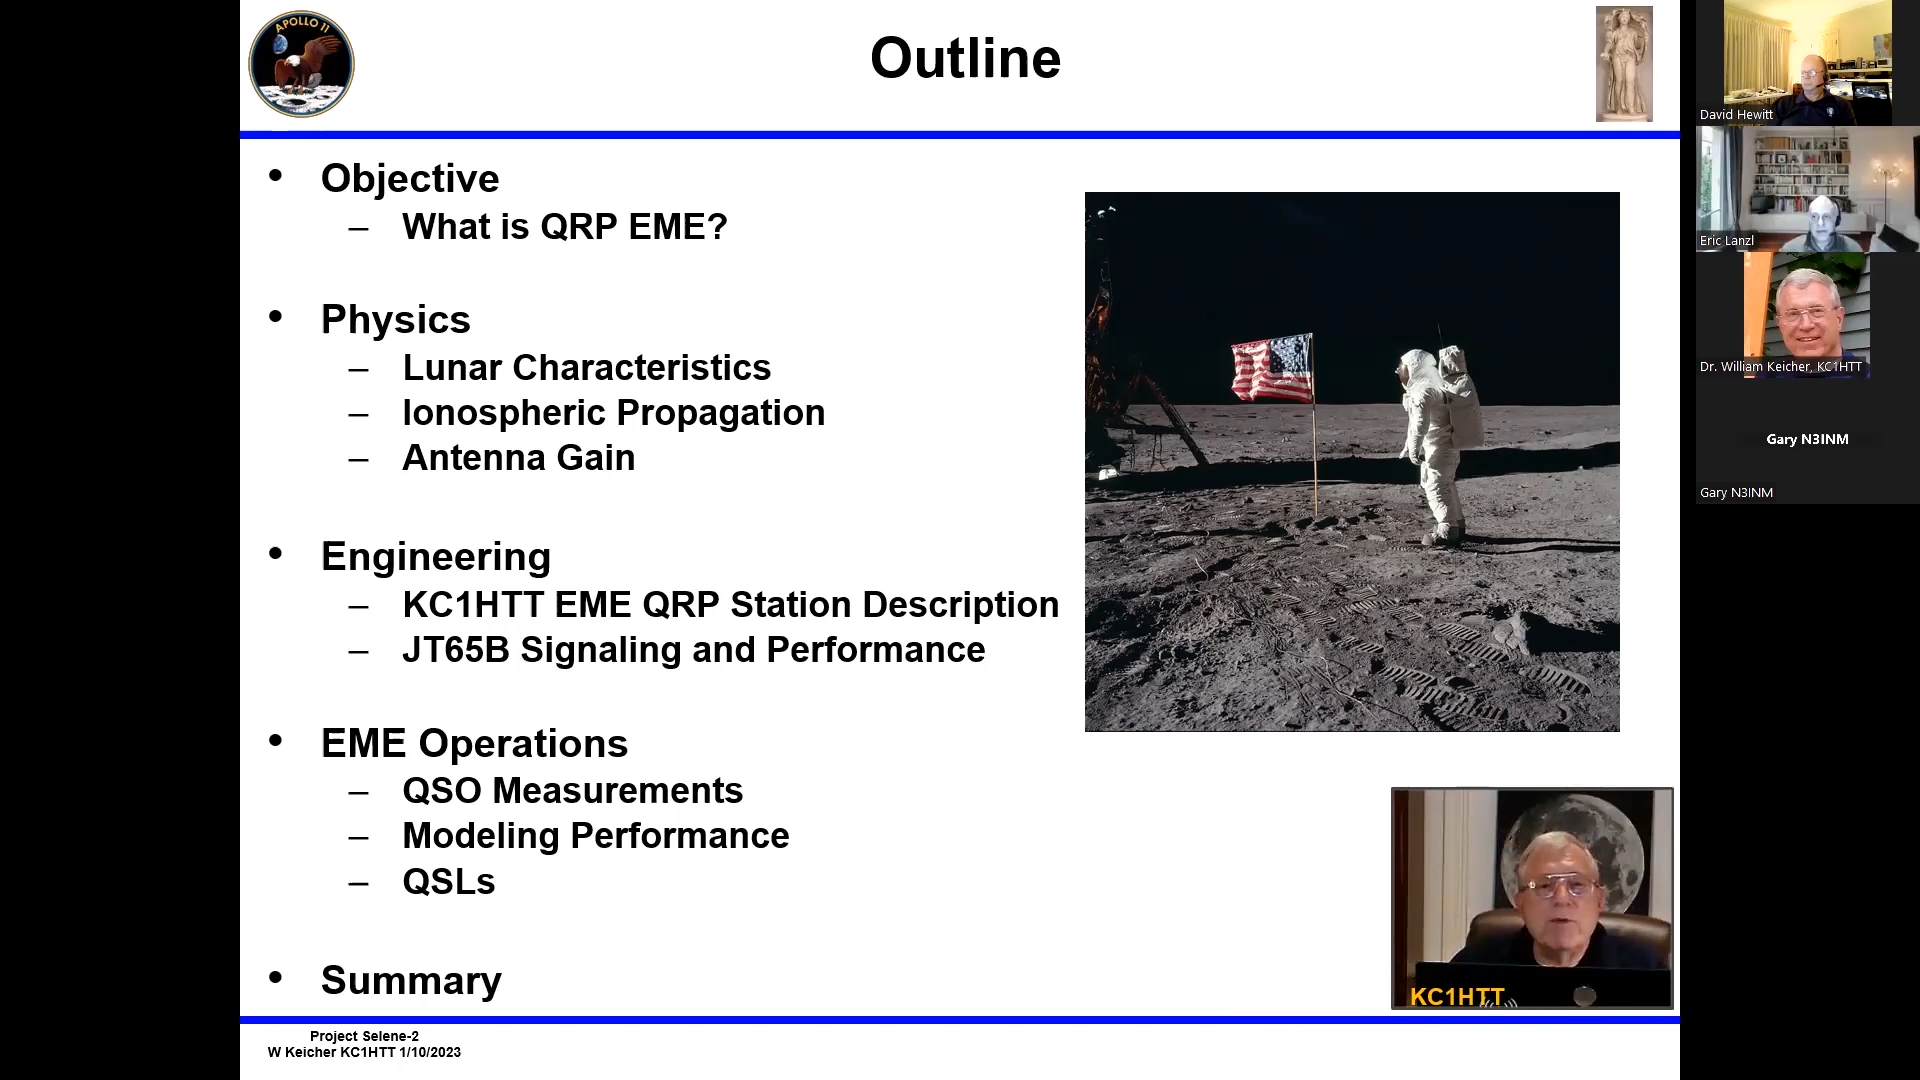 APOLLO 11
Outline
• Objective
– What is QRP EME?
• Physics
– Lunar Characteristics
– Ionospheric Propagation
– Antenna Gain
• Engineering
– KC1HTT EME QRP Station Description
– JT65B Signaling and Performance
• EME Operations
– QSO Measurements
– Modeling Performance
– QSLs
• Summary
KC1HTT
Project Selene-2
W Keicher KC1HTT 1/10/2023
David Hewitt
Eric Lanzl
Dr. William Keicher, KC1HTT
Gary N3INM
Gary N3INM